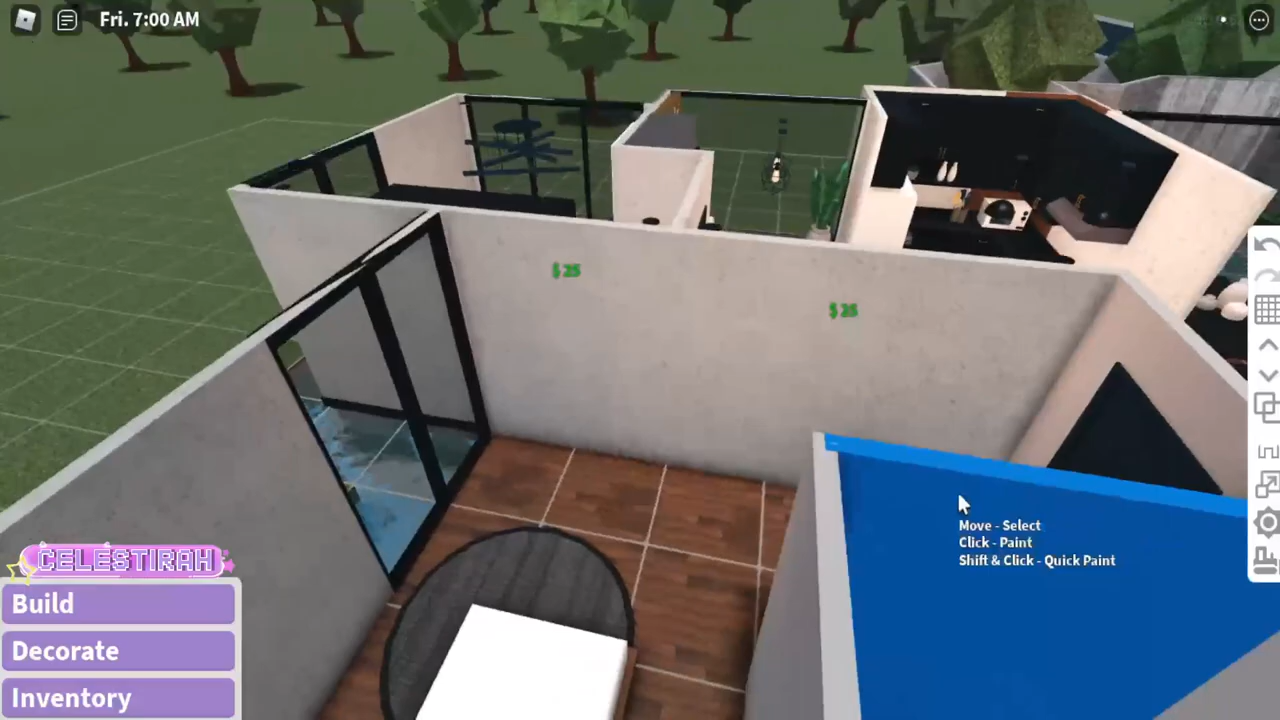 Fri. 7:00 AM
$ 25
$ 25
Move - Select
Click - Paint
Shift & Click - Quick Paint
CELESTIRAH
Build
Decorate
Inventory